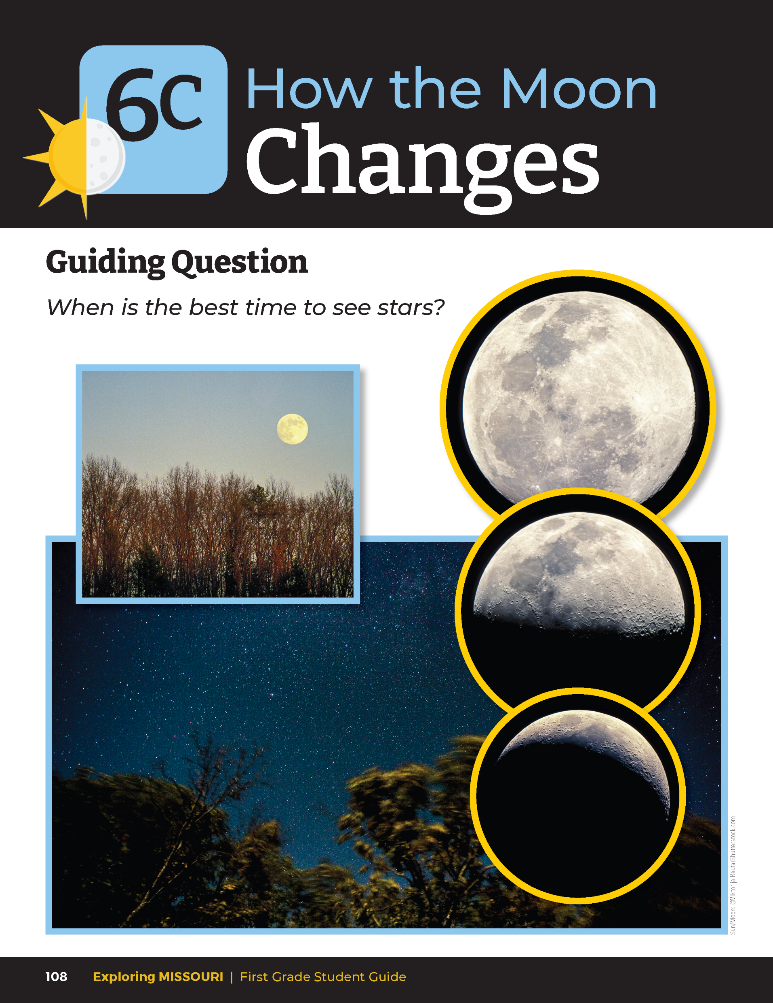 6C
How the Moon
Changes
Guiding Question
When is the best time to see stars?
108 Exploring MISSOURI | First Grade Student Guide